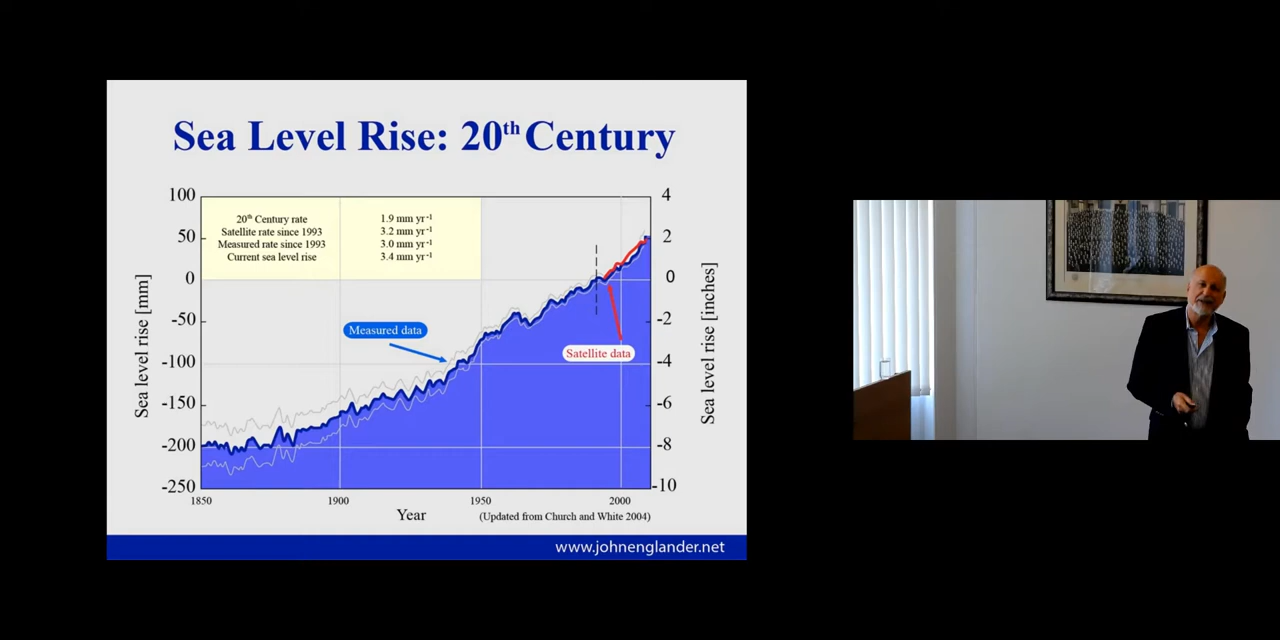 Sea Level Rise: 20th Century
100
50
0
-50
-100
-150
-200
-250
Sea level rise [mm]
20th Century rate 1.9 mm yr-1
Satellite rate since 1993 3.2 mm yr-1
Measured rate since 1993 3.0 mm yr-1
Current sea level rise 3.4 mm yr-1
Measured data
Satellite data
4
2
0
-2
-4
-6
-8
-10
Sea level rise [inches]
1850 1900 1950 2000
Year
(Updated from Church and White 2004)
www.johnenglander.net